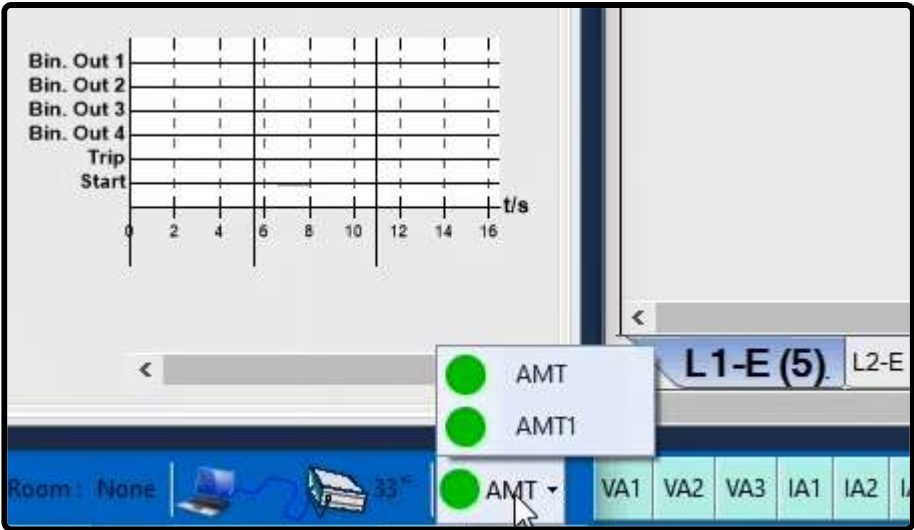 Bin. Out 1
Bin. Out 2
Bin. Out 3
Bin. Out 4
Trip
Start
t/s
0 2 4 6 8 10 12 14 16
AMT
AMT1
L1-E (5) L2-E
Room : None
33°
AMT
VA1 VA2 VA3 IA1 IA2